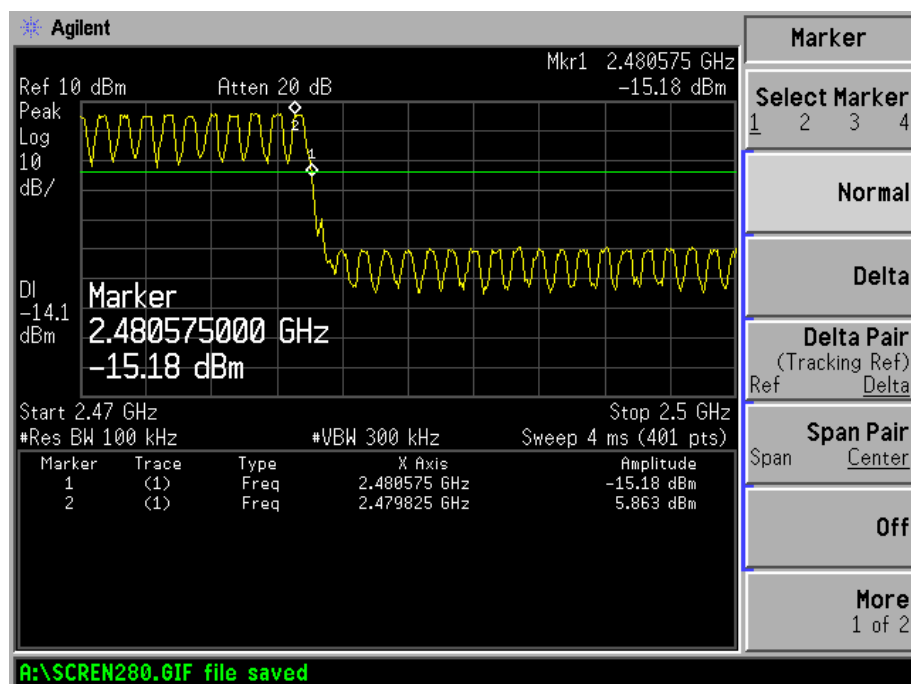 Agilent
Marker
Mkr1 2.480575 GHz
Ref 10 dBm Atten 20 dB -15.18 dBm
Peak
Log
10
dB/
2
1
DI
-14.1
dBm
Marker
2.480575000 GHz
-15.18 dBm
Start 2.47 GHz Stop 2.5 GHz
#Res BW 100 kHz #VBW 300 kHz Sweep 4 ms (401 pts)
Marker Trace Type X Axis Amplitude
1 (1) Freq 2.480575 GHz -15.18 dBm
2 (1) Freq 2.479825 GHz 5.863 dBm
Select Marker
1 2 3 4
Normal
Delta
Delta Pair
(Tracking Ref)
Ref Delta
Span Pair
Span Center
Off
More
1 of 2
A:\SCREN280.GIF file saved